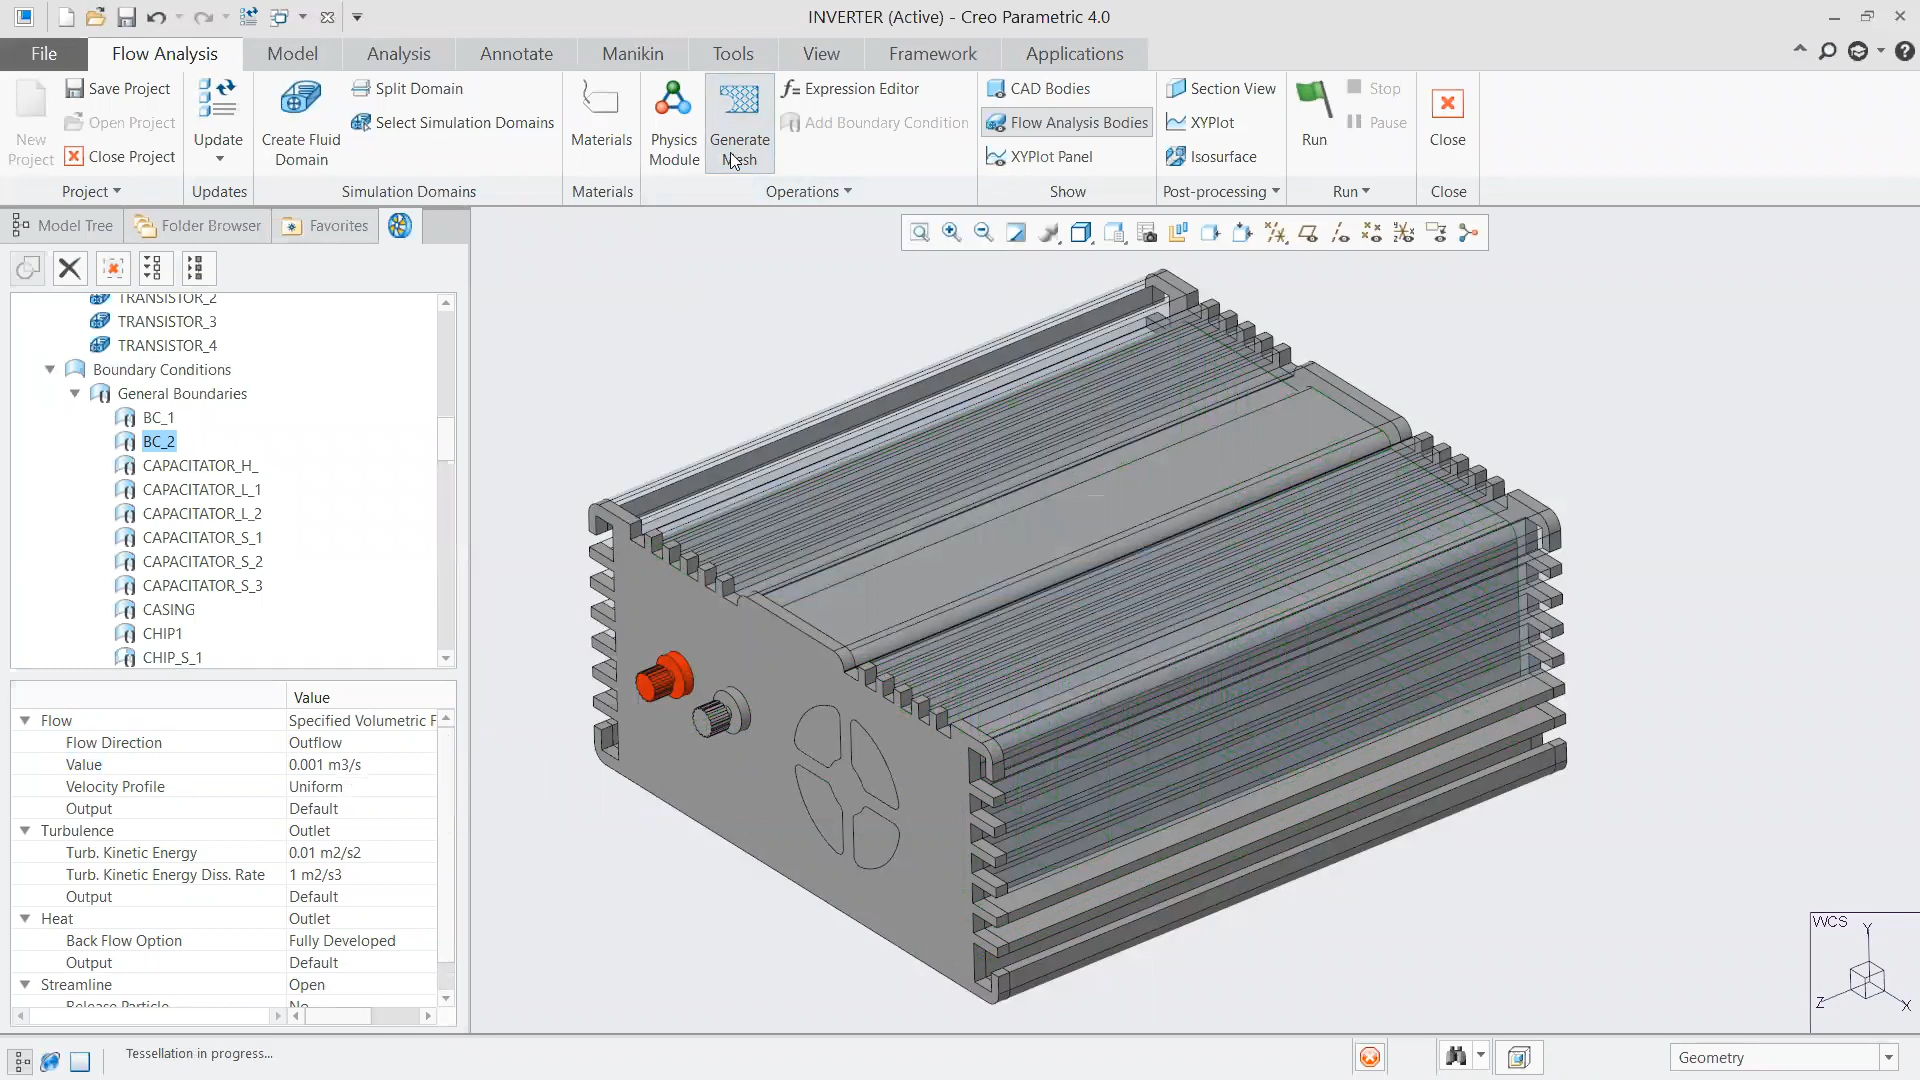 INVERTER (Active) - Creo Parametric 4.0
File
Flow Analysis
Model
Analysis
Annotate
Manikin
Tools
View
Framework
Applications
New Project
Save Project
Open Project
Close Project
Update
Create Fluid Domain
Split Domain
Select Simulation Domains
Materials
Physics Module
Generate Mesh
Expression Editor
Add Boundary Condition
CAD Bodies
Flow Analysis Bodies
XYPlot Panel
Section View
XYPlot
Isosurface
Run
Stop
Pause
Close
Project
Updates
Simulation Domains
Materials
Operations
Show
Post-processing
Run
Close
Model Tree
Folder Browser
Favorites
TRANSISTOR_2
TRANSISTOR_3
TRANSISTOR_4
Boundary Conditions
General Boundaries
BC_1
BC_2
CAPACITATOR_H_
CAPACITATOR_L_1
CAPACITATOR_L_2
CAPACITATOR_S_1
CAPACITATOR_S_2
CAPACITATOR_S_3
CASING
CHIP1
CHIP_S_1
Value
Flow Specified Volumetric F
Flow Direction Outflow
Value 0.001 m3/s
Velocity Profile Uniform
Output Default
Turbulence Outlet
Turb. Kinetic Energy 0.01 m2/s2
Turb. Kinetic Energy Diss. Rate 1 m2/s3
Output Default
Heat Outlet
Back Flow Option Fully Developed
Output Default
Streamline Open
Release Particle No
WCS
Y
Z
X
Tessellation in progress...
Geometry